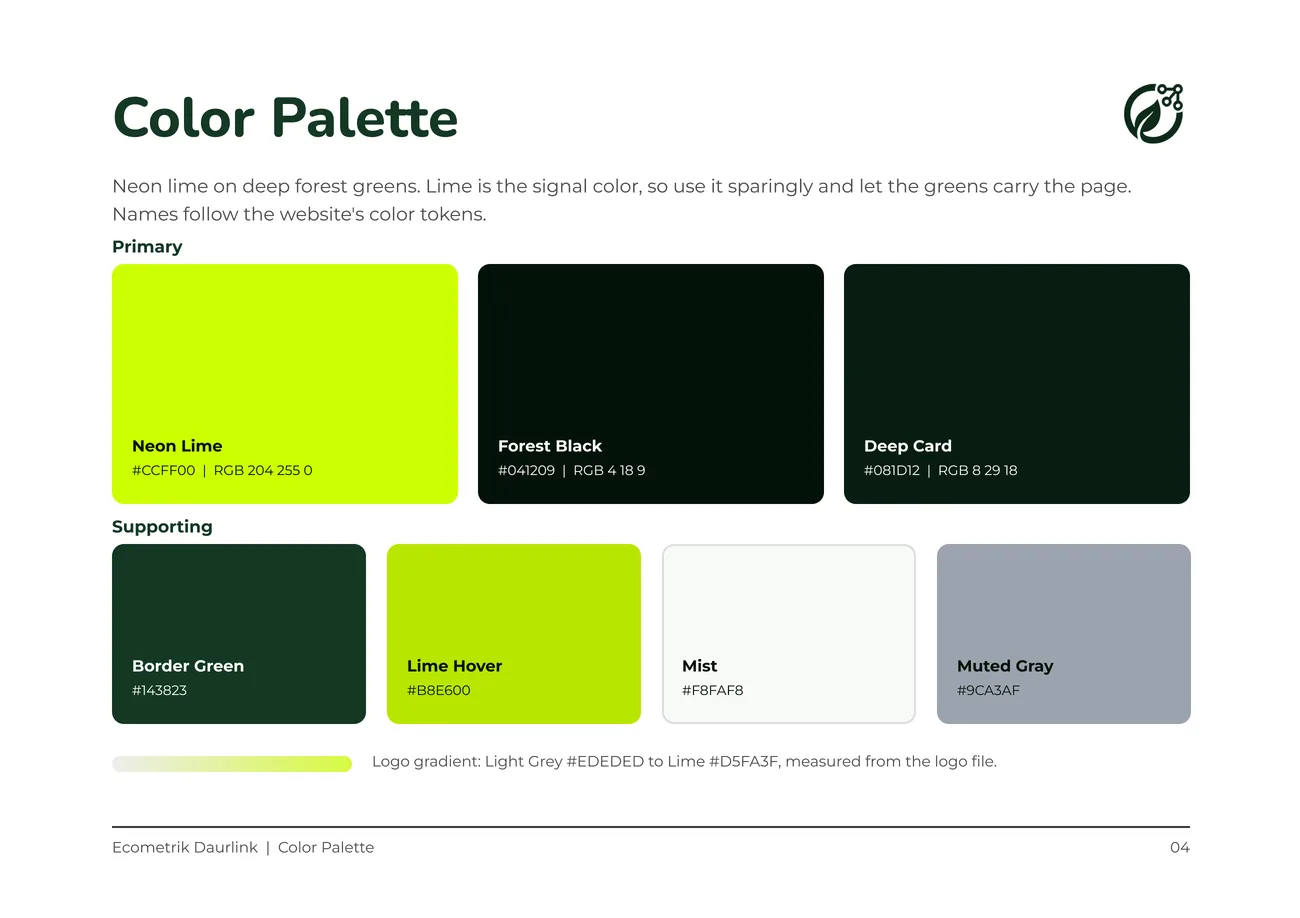 Color Palette
Neon lime on deep forest greens. Lime is the signal color, so use it sparingly and let the greens carry the page.
Names follow the website's color tokens.
Primary
Neon Lime
#CCFF00 | RGB 204 255 0
Forest Black
#041209 | RGB 4 18 9
Deep Card
#081D12 | RGB 8 29 18
Supporting
Border Green
#143823
Lime Hover
#B8E600
Mist
#F8FAF8
Muted Gray
#9CA3AF
Logo gradient: Light Grey #EDEDED to Lime #D5FA3F, measured from the logo file.
Ecometrik Daurlink | Color Palette
04